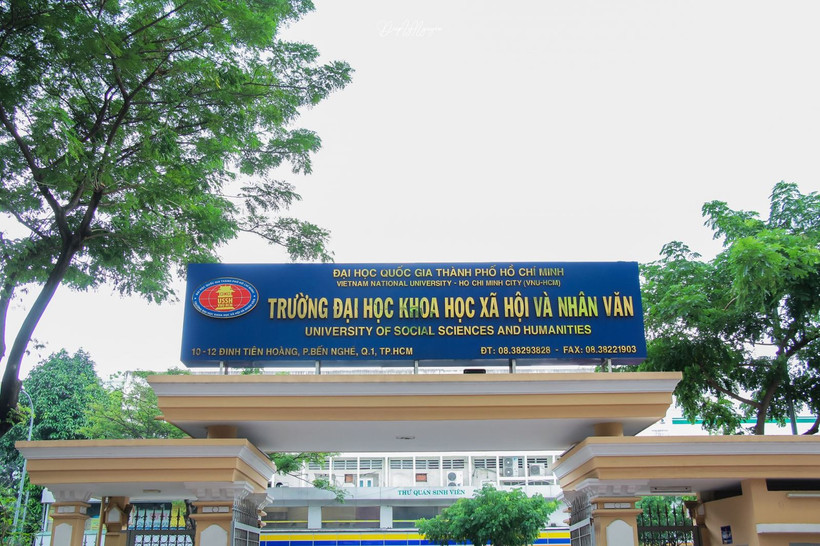 ĐẠI HỌC QUỐC GIA THÀNH PHỐ HỒ CHÍ MINH
VIETNAM NATIONAL UNIVERSITY - HO CHI MINH CITY (VNU-HCM)
TRƯỜNG ĐẠI HỌC KHOA HỌC XÃ HỘI VÀ NHÂN VĂN
UNIVERSITY OF SOCIAL SCIENCES AND HUMANITIES
10-12 ĐINH TIÊN HOÀNG, P.BẾN NGHÉ, Q.1, TP.HCM ĐT: 08.38293828 - FAX: 08.38221903
USSH
THƯ QUÁN SINH VIÊN